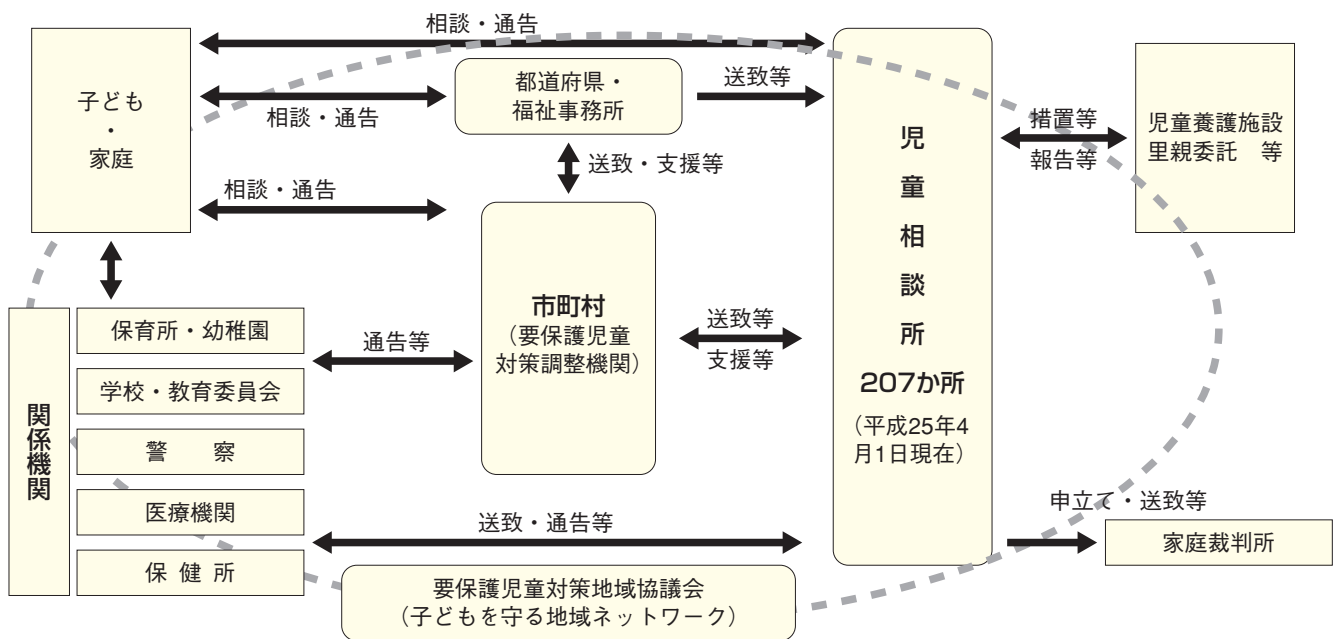 相談・通告
子ども
・
家庭
相談・通告
都道府県・
福祉事務所
送致等
送致・支援等
相談・通告
児童相談所
207か所
（平成25年4
月1日現在）
措置等
報告等
児童養護施設
里親委託　等
市町村
（要保護児童
対策調整機関）
通告等
送致等
支援等
関係機関
保育所・幼稚園
学校・教育委員会
警　　察
医療機関
保 健 所
送致・通告等
申立て・送致等
家庭裁判所
要保護児童対策地域協議会
（子どもを守る地域ネットワーク）